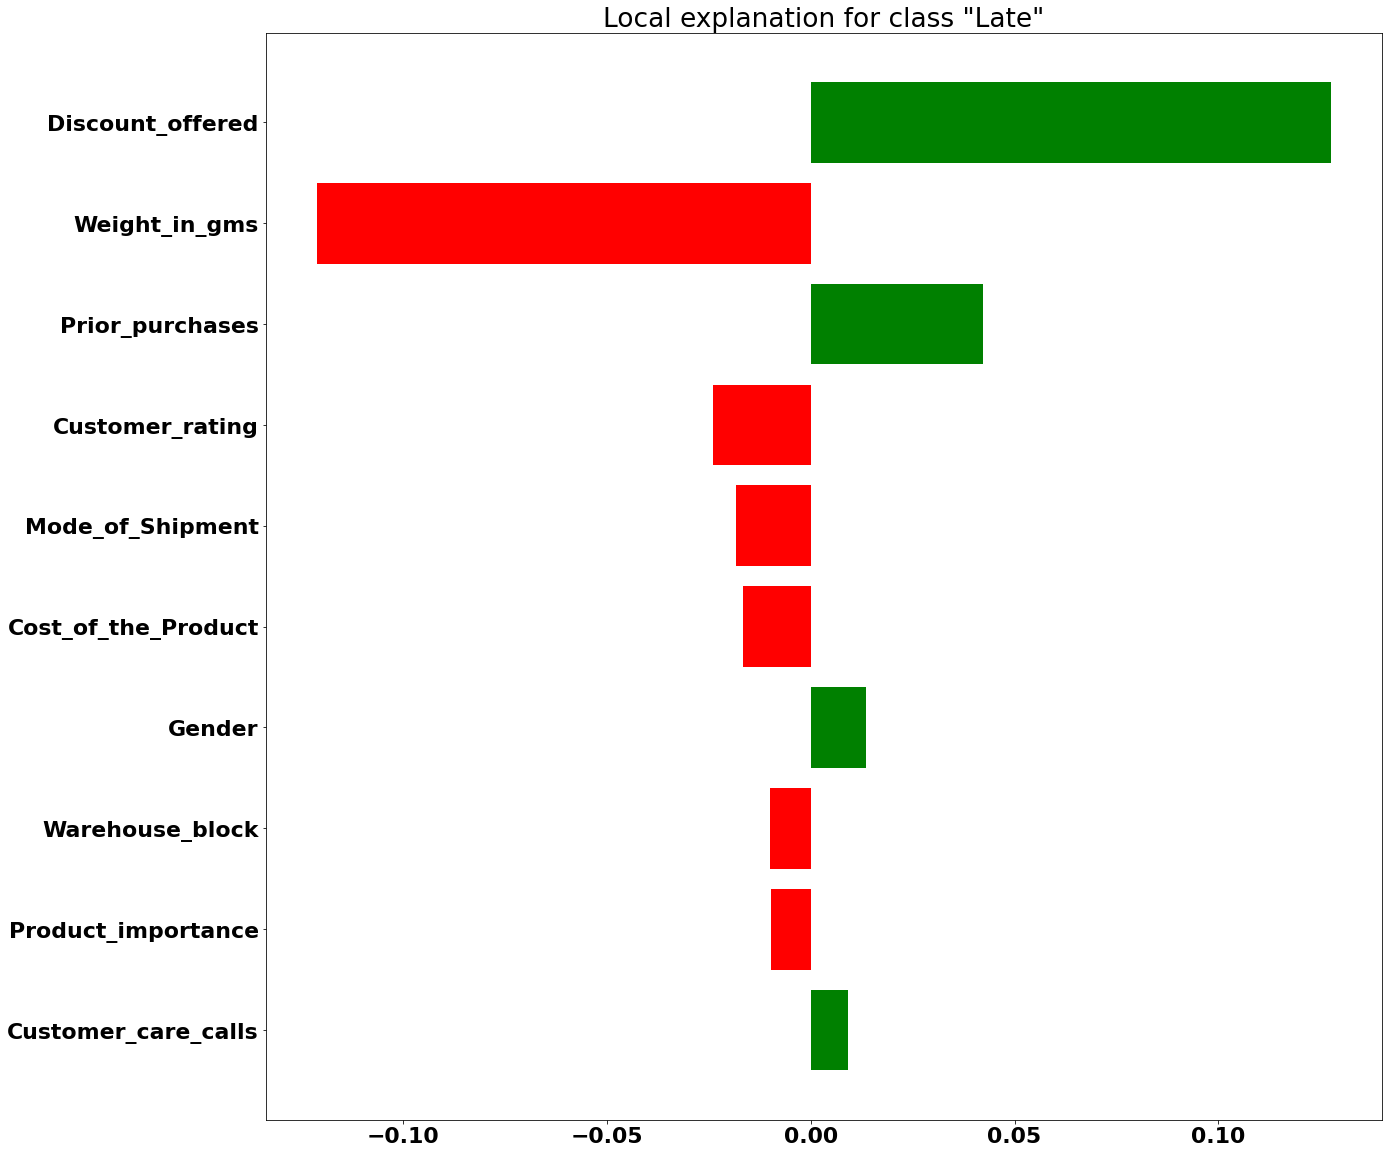 Local explanation for class "Late"
Discount_offered
Weight_in_gms
Prior_purchases
Customer_rating
Mode_of_Shipment
Cost_of_the_Product
Gender
Warehouse_block
Product_importance
Customer_care_calls
−0.10 −0.05 0.00 0.05 0.10